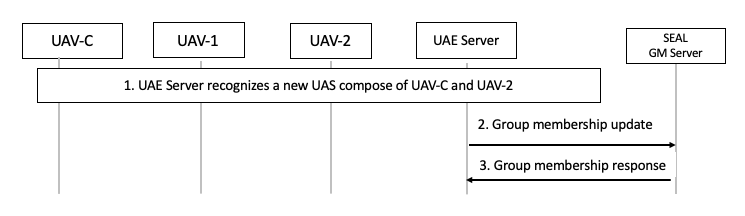 UAV-C
UAV-1
UAV-2
UAE Server
SEAL
GM Server
1. UAE Server recognizes a new UAS compose of UAV-C and UAV-2
2. Group membership update
3. Group membership response